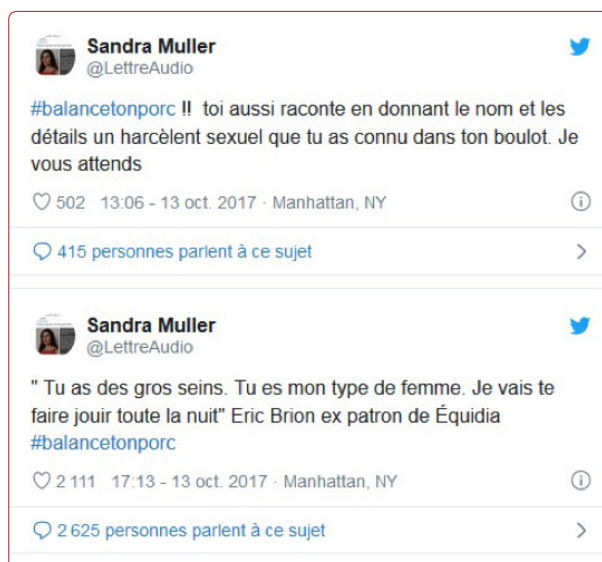 Sandra Muller
@LettreAudio
#balancetonporc !! toi aussi raconte en donnant le nom et les
détails un harcèlent sexuel que tu as connu dans ton boulot. Je
vous attends
502 13:06 - 13 oct. 2017 · Manhattan, NY
415 personnes parlent à ce sujet
Sandra Muller
@LettreAudio
" Tu as des gros seins. Tu es mon type de femme. Je vais te
faire jouir toute la nuit" Eric Brion ex patron de Équidia
#balancetonporc
2 111 17:13 - 13 oct. 2017 · Manhattan, NY
2 625 personnes parlent à ce sujet